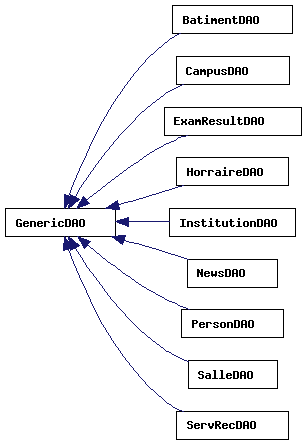 BatimentDAO
CampusDAO
ExamResultDAO
HorraireDAO
GenericDAO
InstitutionDAO
NewsDAO
PersonDAO
SalleDAO
ServRecDAO